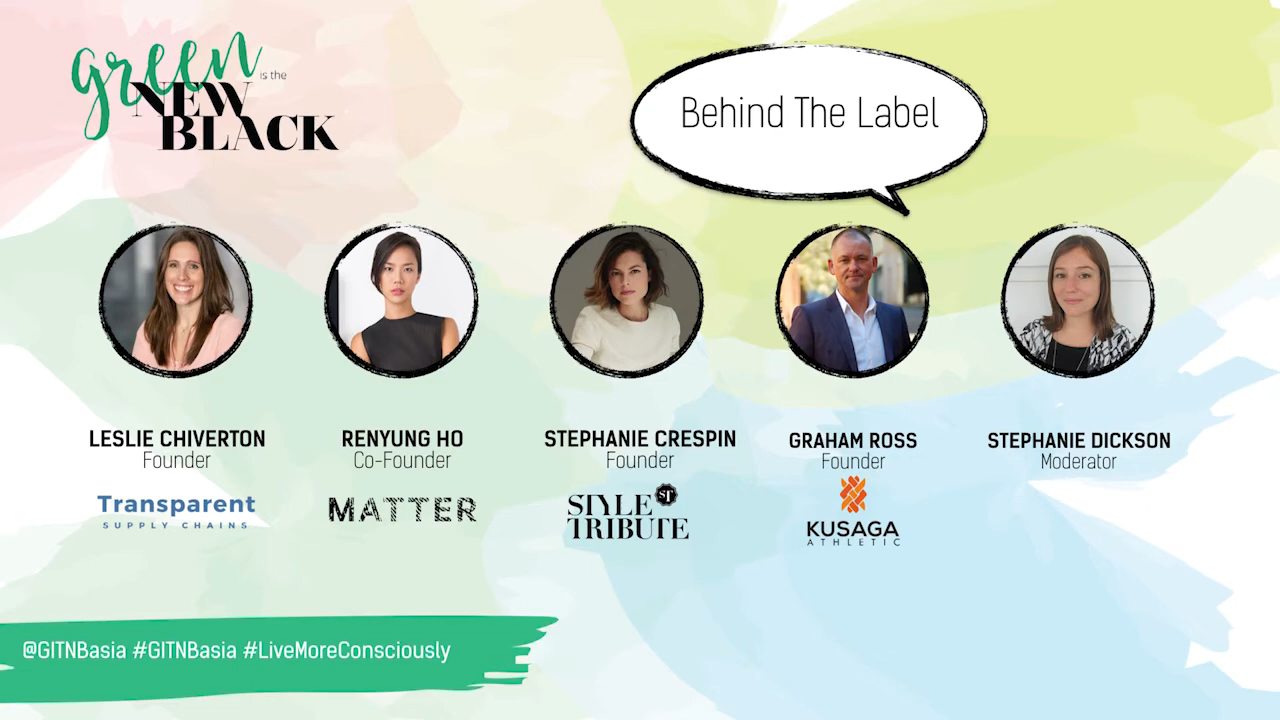 green
is the
NEW
BLACK
Behind The Label
LESLIE CHIVERTON
Founder
Transparent
SUPPLY CHAINS
RENYUNG HO
Co-Founder
MATTER
STEPHANIE CRESPIN
Founder
ST
STYLE
TRIBUTE
GRAHAM ROSS
Founder
KUSAGA
ATHLETIC
STEPHANIE DICKSON
Moderator
@GITNBasia #GITNBasia #LiveMoreConsciously